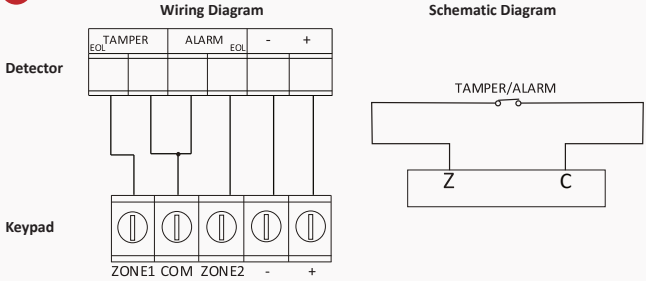 Wiring Diagram
Schematic Diagram
TAMPER ALARM - +
EOL EOL
Detector
TAMPER/ALARM
Z C
Keypad
ZONE1 COM ZONE2 - +